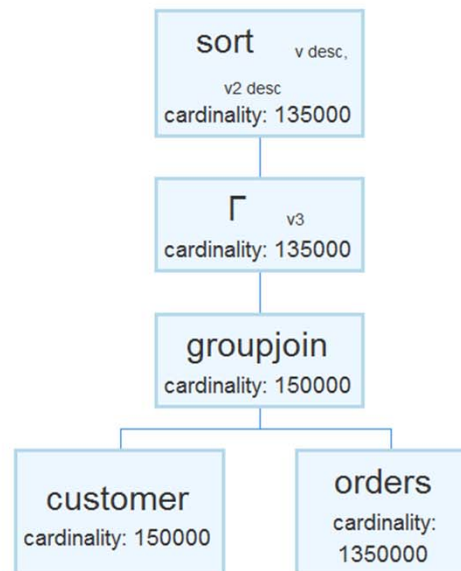 sort v desc,
v2 desc
cardinality: 135000
Γ v3
cardinality: 135000
groupjoin
cardinality: 150000
customer
cardinality: 150000
orders
cardinality:
1350000